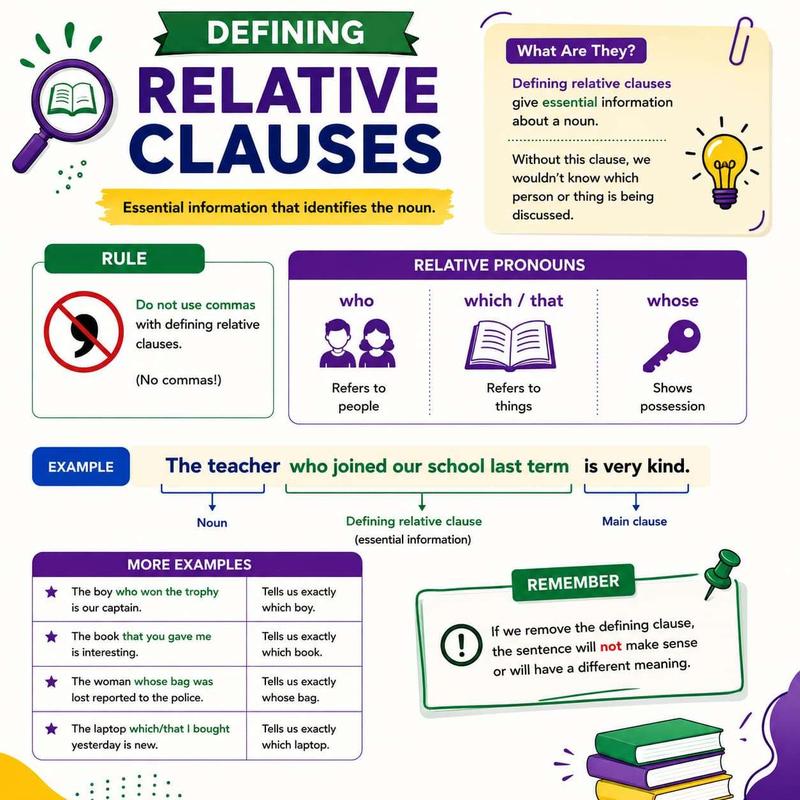 DEFINING
RELATIVE
CLAUSES
Essential information that identifies the noun.
What Are They?
Defining relative clauses
give essential information
about a noun.
Without this clause, we
wouldn't know which
person or thing is being
discussed.
RULE
Do not use commas
with defining relative
clauses.
(No commas!)
RELATIVE PRONOUNS
who
Refers to
people
which / that
Refers to
things
whose
Shows
possession
EXAMPLE
The teacher who joined our school last term is very kind.
Noun
Defining relative clause
(essential information)
Main clause
MORE EXAMPLES
The boy who won the trophy
is our captain.
Tells us exactly
which boy.
The book that you gave me
is interesting.
Tells us exactly
which book.
The woman whose bag was
lost reported to the police.
Tells us exactly
whose bag.
The laptop which/that I bought
yesterday is new.
Tells us exactly
which laptop.
REMEMBER
If we remove the defining clause,
the sentence will not make sense
or will have a different meaning.